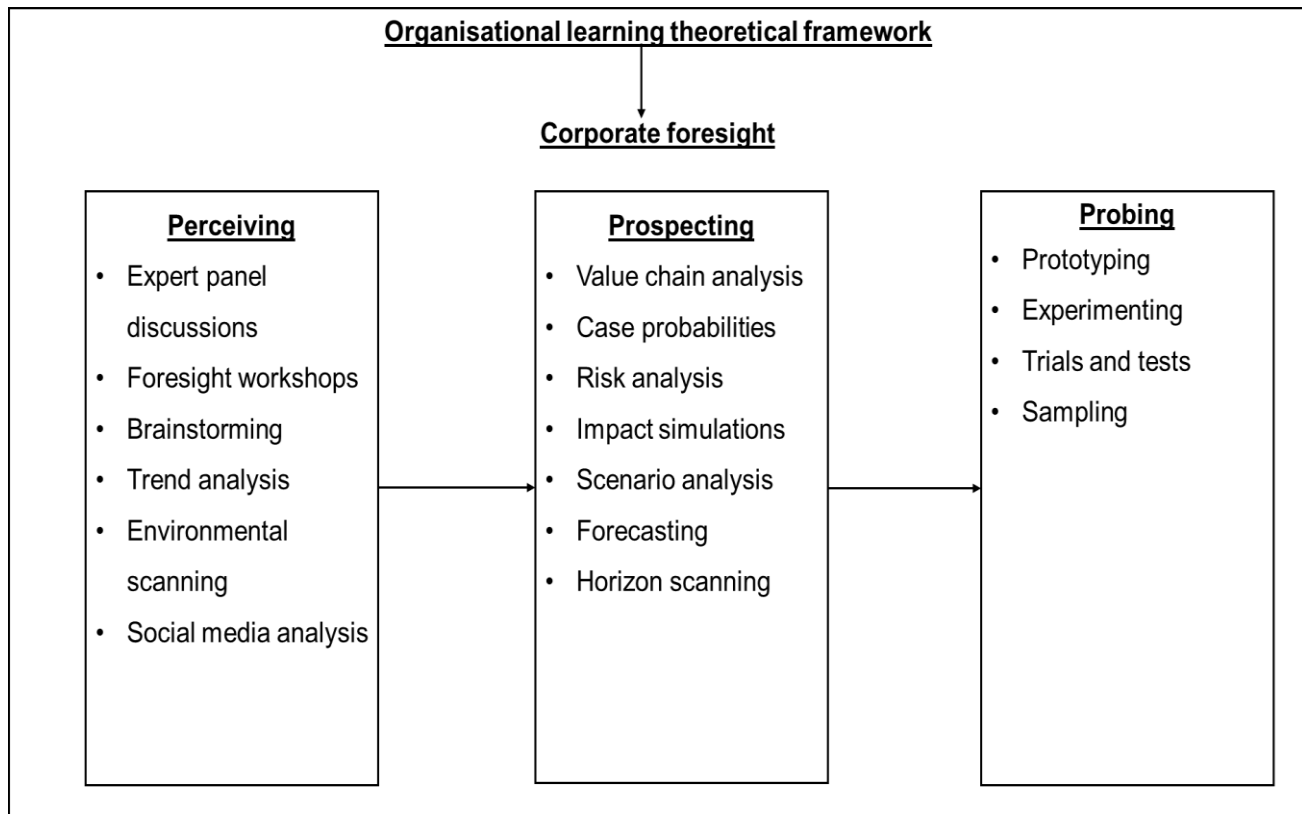 Organisational learning theoretical framework
Corporate foresight
Perceiving
• Expert panel
discussions
• Foresight workshops
• Brainstorming
• Trend analysis
• Environmental
scanning
• Social media analysis
Prospecting
• Value chain analysis
• Case probabilities
• Risk analysis
• Impact simulations
• Scenario analysis
• Forecasting
• Horizon scanning
Probing
• Prototyping
• Experimenting
• Trials and tests
• Sampling